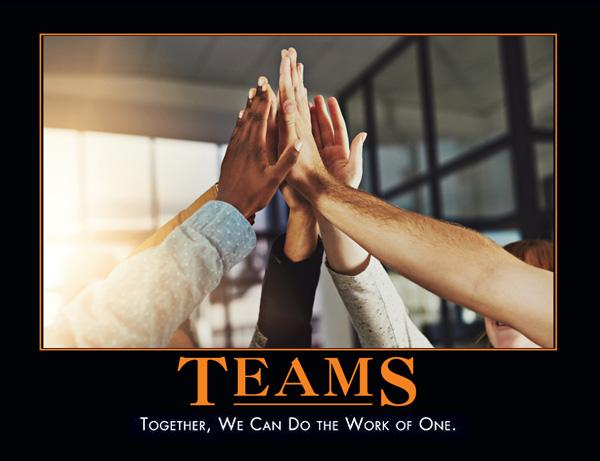 TEAMS
TOGETHER, WE CAN DO THE WORK OF ONE.